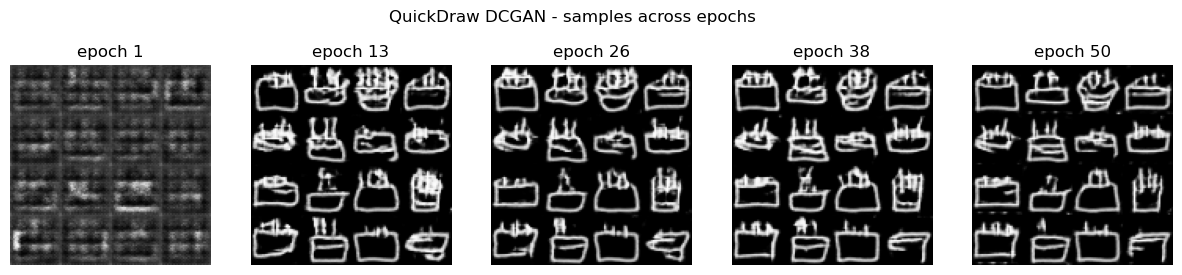 QuickDraw DCGAN - samples across epochs
epoch 1
epoch 13
epoch 26
epoch 38
epoch 50